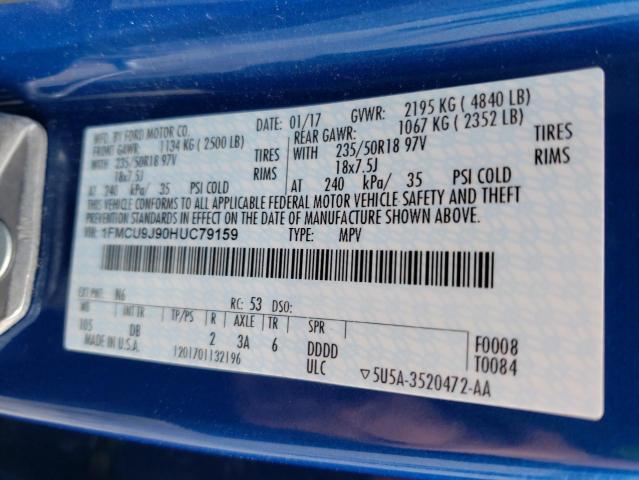 MFD. BY FORD MOTOR CO.
DATE: 01/17 GVWR: 2195 KG ( 4840 LB)
FRONT GAWR: 1134 KG ( 2500 LB) REAR GAWR: 1067 KG ( 2352 LB)
WITH 235/50R18 97V TIRES WITH 235/50R18 97V TIRES
18x7.5J RIMS 18x7.5J RIMS
AT 240 kPa/ 35 PSI COLD AT 240 kPa/ 35 PSI COLD
THIS VEHICLE CONFORMS TO ALL APPLICABLE FEDERAL MOTOR VEHICLE SAFETY AND THEFT
PREVENTION STANDARDS IN EFFECT ON THE DATE OF MANUFACTURE SHOWN ABOVE.
VIN: 1FMCU9J90HUC79159 TYPE: MPV
EXT PNT: N6 RC: 53 DSO:
WB INT TR TP/PS R AXLE TR SPR
105 DB 2 3A 6 DDDD F0008
MADE IN U.S.A. 1201701132196 ULC T0084
▽5U5A-3520472-AA